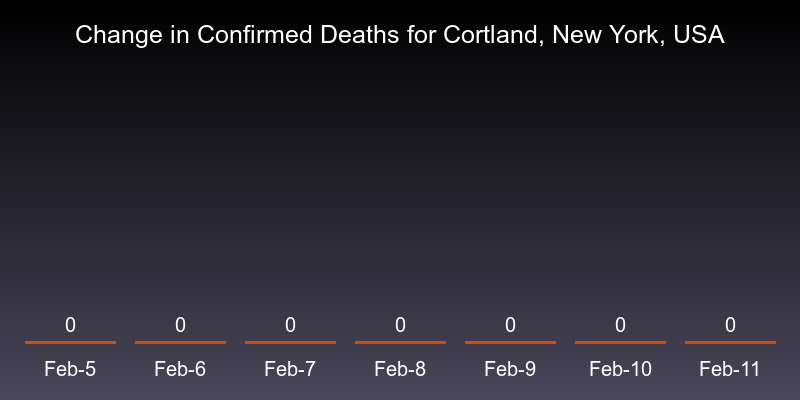 Change in Confirmed Deaths for Cortland, New York, USA
0 0 0 0 0 0 0
Feb-5 Feb-6 Feb-7 Feb-8 Feb-9 Feb-10 Feb-11